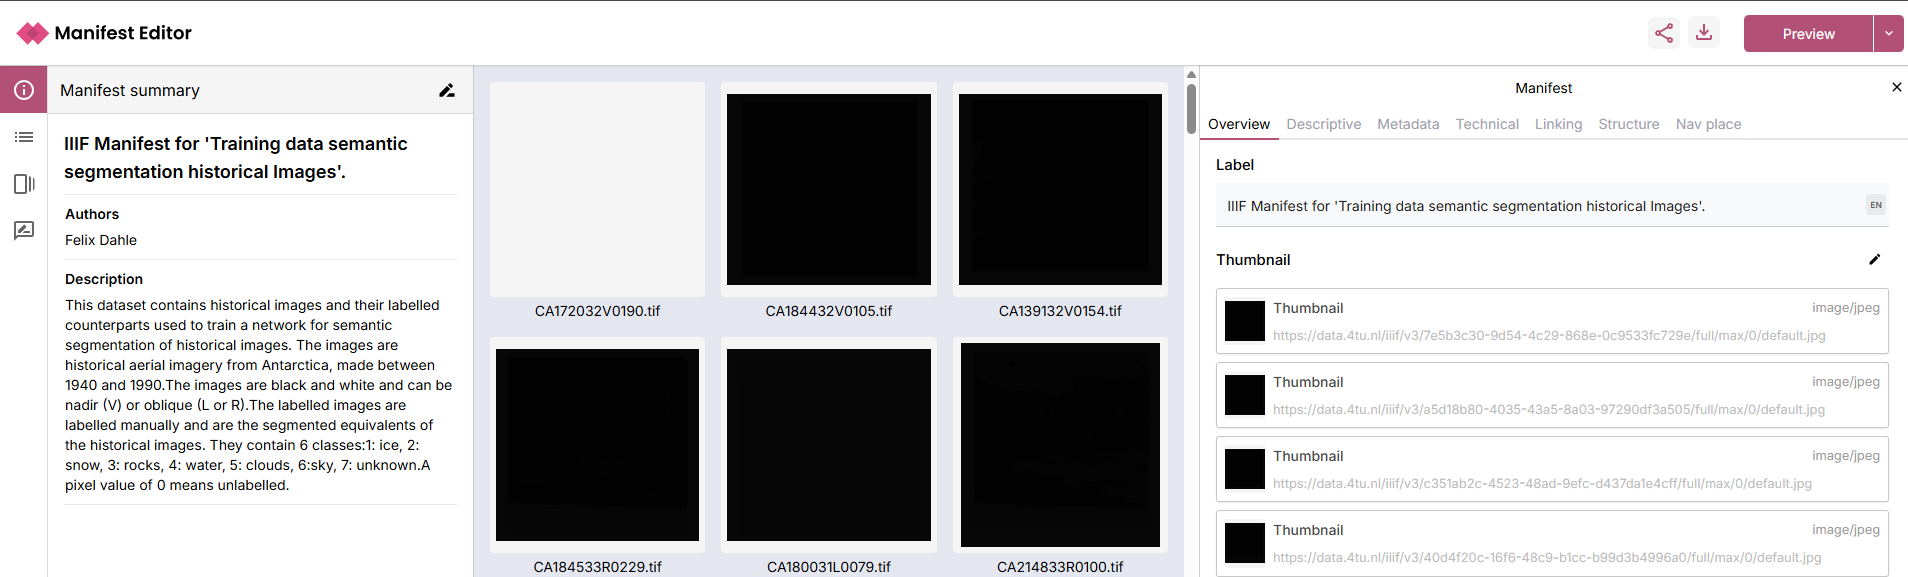 Manifest Editor
Preview
Manifest summary
IIIF Manifest for 'Training data semantic
segmentation historical Images'.
Authors
Felix Dahle
Description
This dataset contains historical images and their labelled
counterparts used to train a network for semantic
segmentation of historical images. The images are
historical aerial imagery from Antarctica, made between
1940 and 1990.The images are black and white and can be
nadir (V) or oblique (L or R).The labelled images are
labelled manually and are the segmented equivalents of
the historical images. They contain 6 classes:1: ice, 2:
snow, 3: rocks, 4: water, 5: clouds, 6:sky, 7: unknown.A
pixel value of 0 means unlabelled.
CA172032V0190.tif
CA184432V0105.tif
CA139132V0154.tif
CA184533R0229.tif
CA180031L0079.tif
CA214833R0100.tif
Manifest
Overview Descriptive Metadata Technical Linking Structure Nav place
Label
IIIF Manifest for 'Training data semantic segmentation historical Images'. EN
Thumbnail
Thumbnail image/jpeg
https://data.4tu.nl/iiif/v3/7e5b3c30-9d54-4c29-868e-0c9533fc729e/full/max/0/default.jpg
Thumbnail image/jpeg
https://data.4tu.nl/iiif/v3/a5d18b80-4035-43a5-8a03-97290df3a505/full/max/0/default.jpg
Thumbnail image/jpeg
https://data.4tu.nl/iiif/v3/c351ab2c-4523-48ad-9efc-d437da1e4cff/full/max/0/default.jpg
Thumbnail image/jpeg
https://data.4tu.nl/iiif/v3/40d4f20c-16f6-48c9-b1cc-b99d3b4996a0/full/max/0/default.jpg